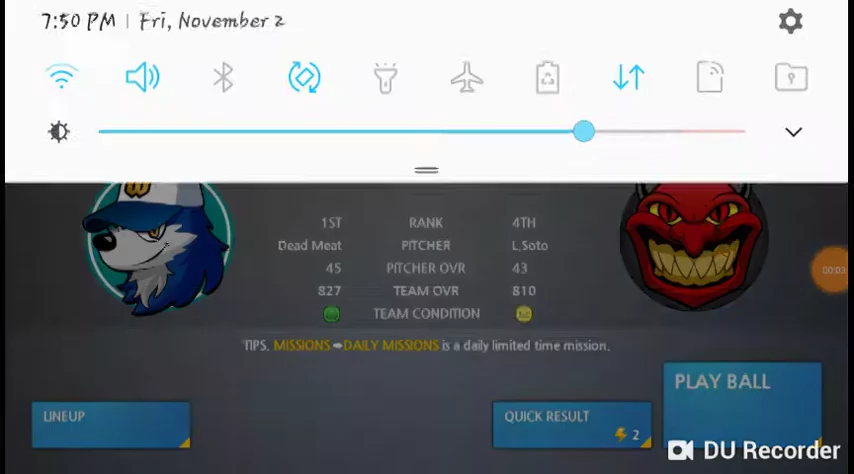 7:50 PM | Fri, November 2
W
1ST RANK 4TH
Dead Meat PITCHER L.Soto
45 PITCHER OVR 43
827 TEAM OVR 810
TEAM CONDITION
00:03
TIPS. MISSIONS➡DAILY MISSIONS is a daily limited time mission.
PLAY BALL
LINEUP
QUICK RESULT
2
DU Recorder